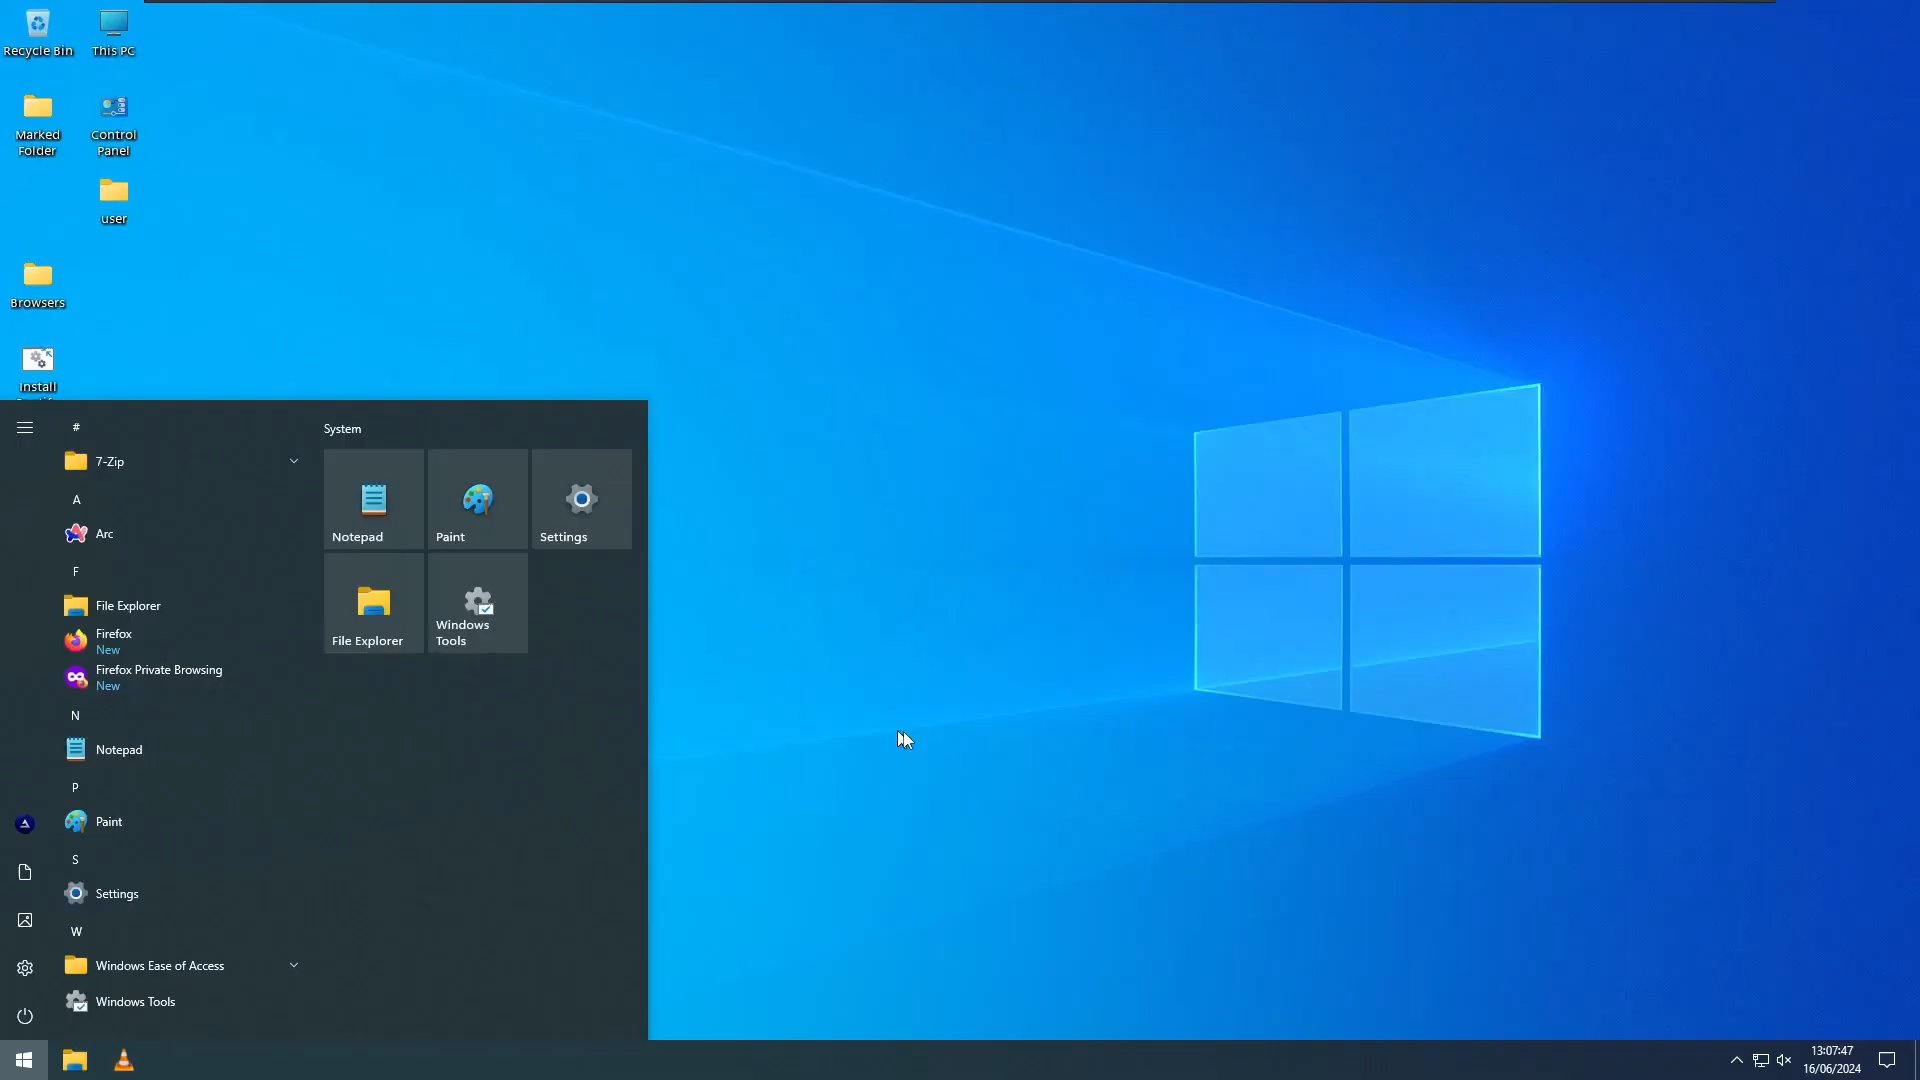 Recycle Bin
This PC
Marked
Folder
Control
Panel
user
Browsers
Install
#
7-Zip
A
Arc
F
File Explorer
Firefox
New
Firefox Private Browsing
New
N
Notepad
P
Paint
S
Settings
W
Windows Ease of Access
Windows Tools
System
Notepad
Paint
Settings
File Explorer
Windows
Tools
13:07:47
16/06/2024